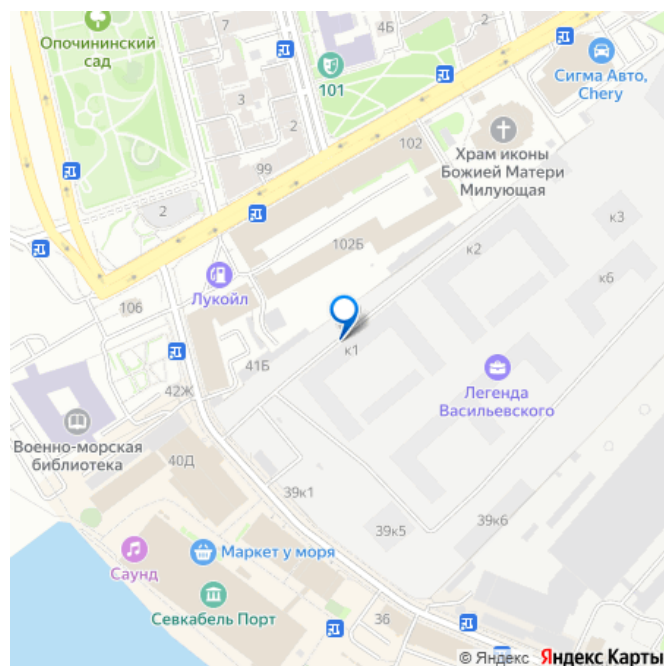 Опочининский
сад
7
4Б
3
2
101
Сигма Авто,
Chery
99
102
Храм иконы
Божией Матери
Милующая
2
к3
102Б
к2
к6
Лукойл
106
к1
41Б
Легенда
Васильевского
42Ж
Военно-морская
библиотека
40Д
39к1
39к5
39к6
Саунд
Маркет у моря
Севкабель Порт
36
© Яндекс Яндекс Карты